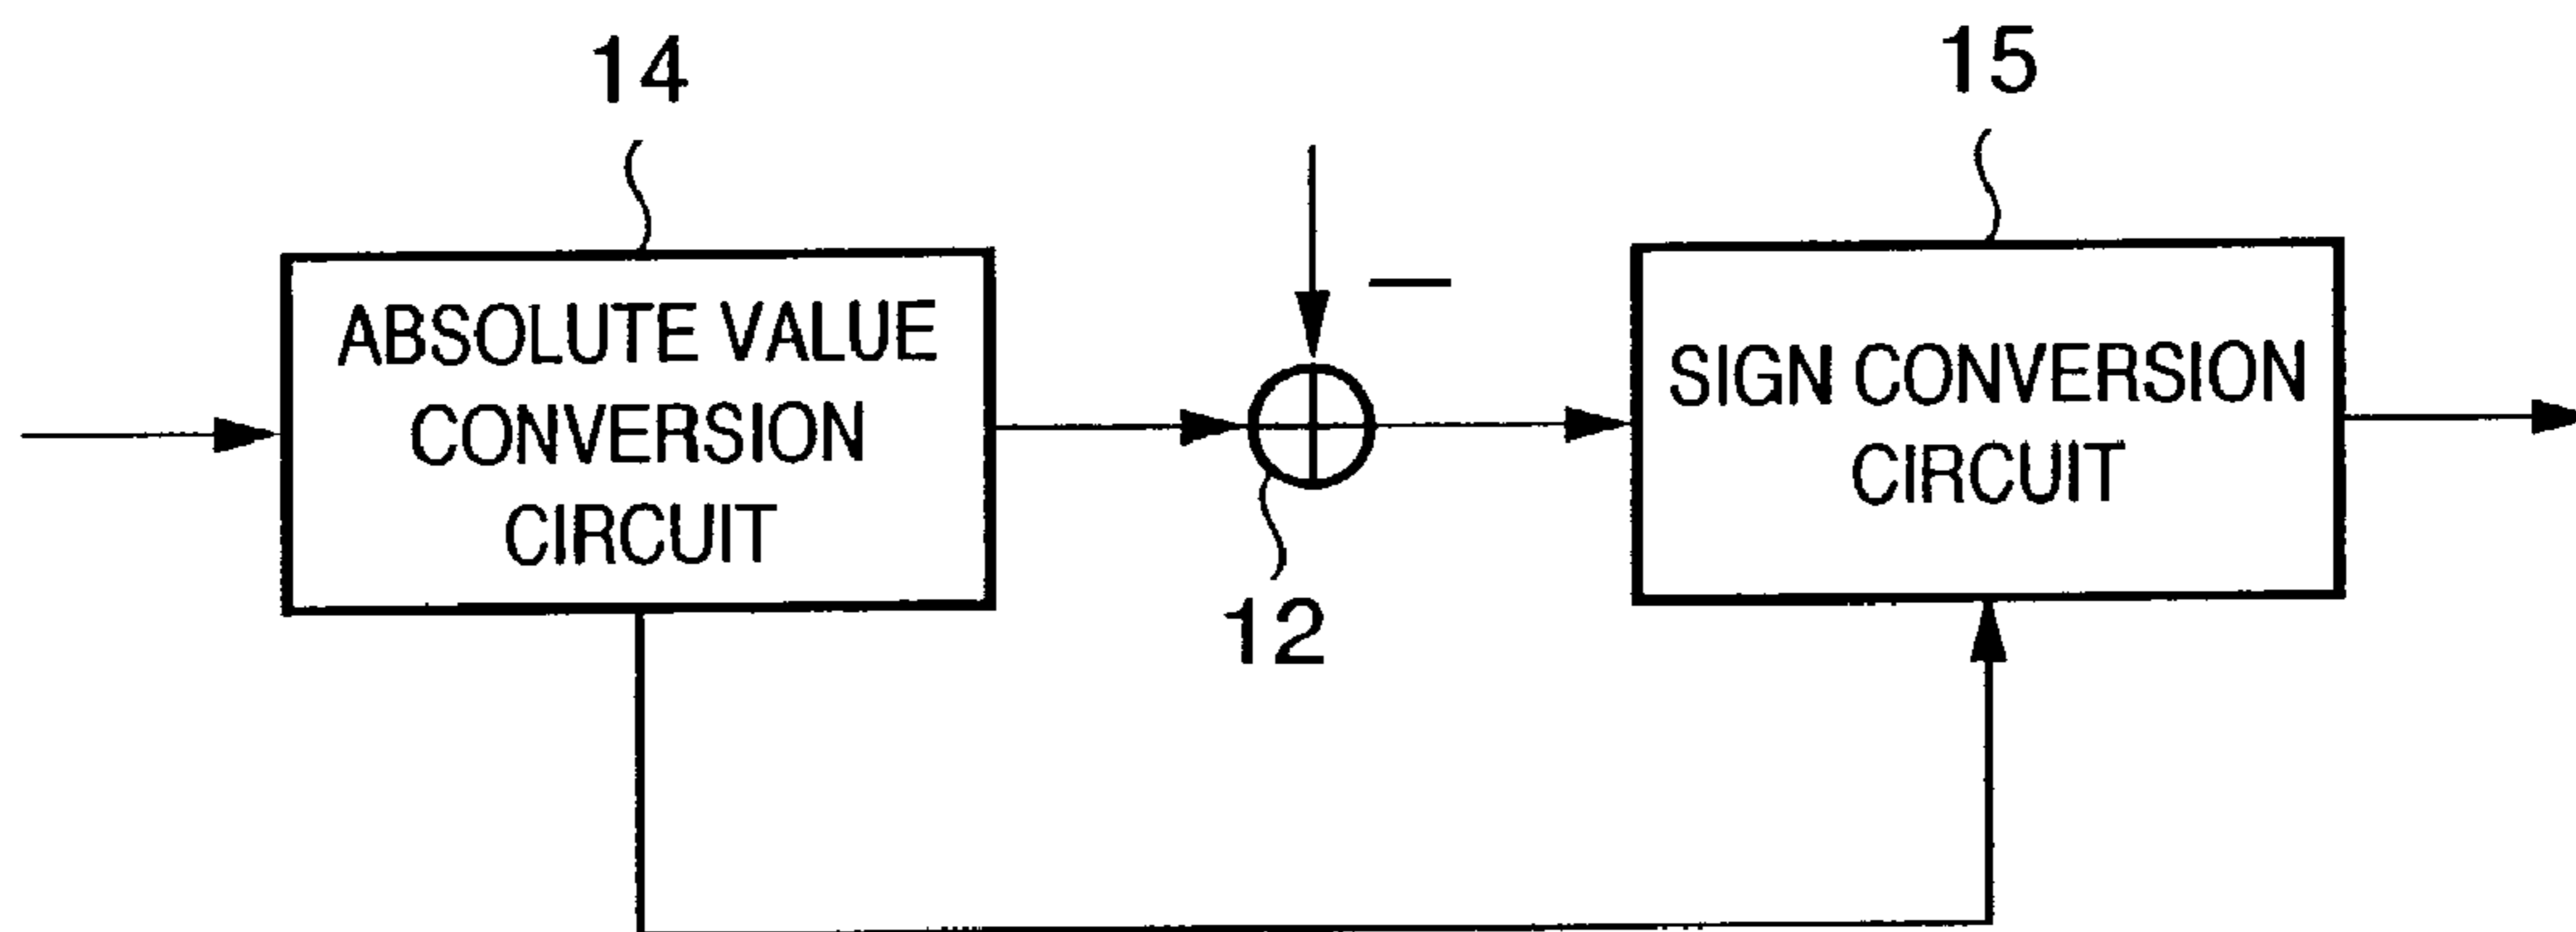 14
15
—
ABSOLUTE VALUE
CONVERSION
CIRCUIT
SIGN CONVERSION
CIRCUIT
12